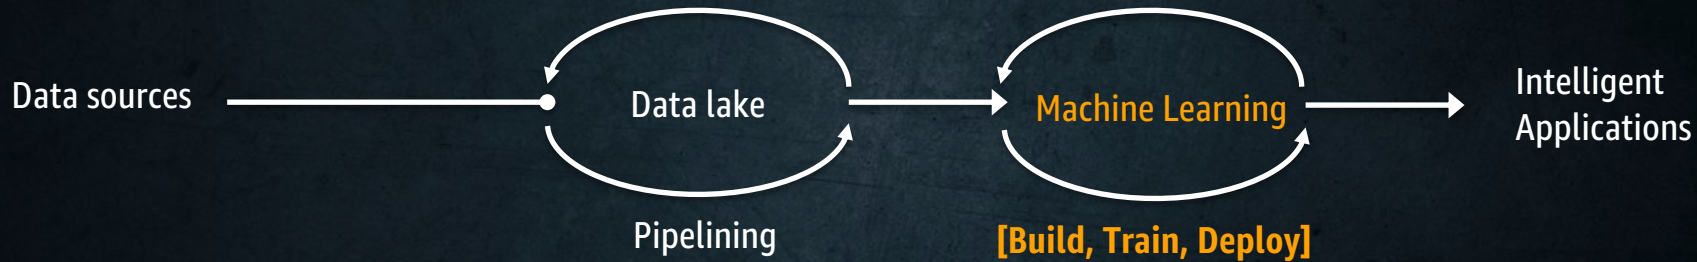 Data sources
Data lake
Machine Learning
Intelligent
Applications
Pipelining
[Build, Train, Deploy]